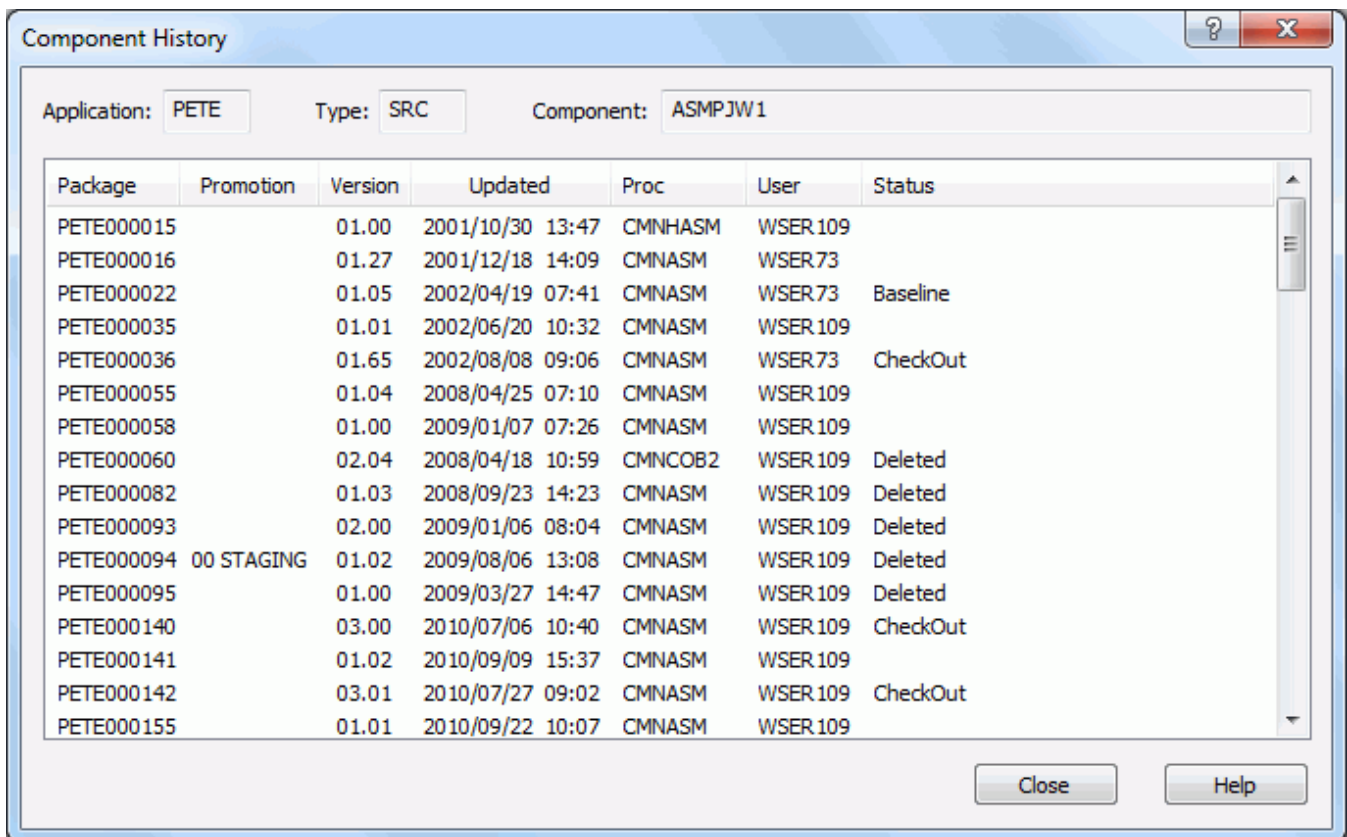 Component History
Application: PETE Type: SRC Component: ASMPJW1
Package Promotion Version Updated Proc User Status
PETE000015 01.00 2001/10/30 13:47 CMNHASM WSER109
PETE000016 01.27 2001/12/18 14:09 CMNASM WSER73
PETE000022 01.05 2002/04/19 07:41 CMNASM WSER73 Baseline
PETE000035 01.01 2002/06/20 10:32 CMNASM WSER109
PETE000036 01.65 2002/08/08 09:06 CMNASM WSER73 CheckOut
PETE000055 01.04 2008/04/25 07:10 CMNASM WSER109
PETE000058 01.00 2009/01/07 07:26 CMNASM WSER109
PETE000060 02.04 2008/04/18 10:59 CMNCOB2 WSER109 Deleted
PETE000082 01.03 2008/09/23 14:23 CMNASM WSER109 Deleted
PETE000093 02.00 2009/01/06 08:04 CMNASM WSER109 Deleted
PETE000094 00 STAGING 01.02 2009/08/06 13:08 CMNASM WSER109 Deleted
PETE000095 01.00 2009/03/27 14:47 CMNASM WSER109 Deleted
PETE000140 03.00 2010/07/06 10:40 CMNASM WSER109 CheckOut
PETE000141 01.02 2010/09/09 15:37 CMNASM WSER109
PETE000142 03.01 2010/07/27 09:02 CMNASM WSER109 CheckOut
PETE000155 01.01 2010/09/22 10:07 CMNASM WSER109
Close Help